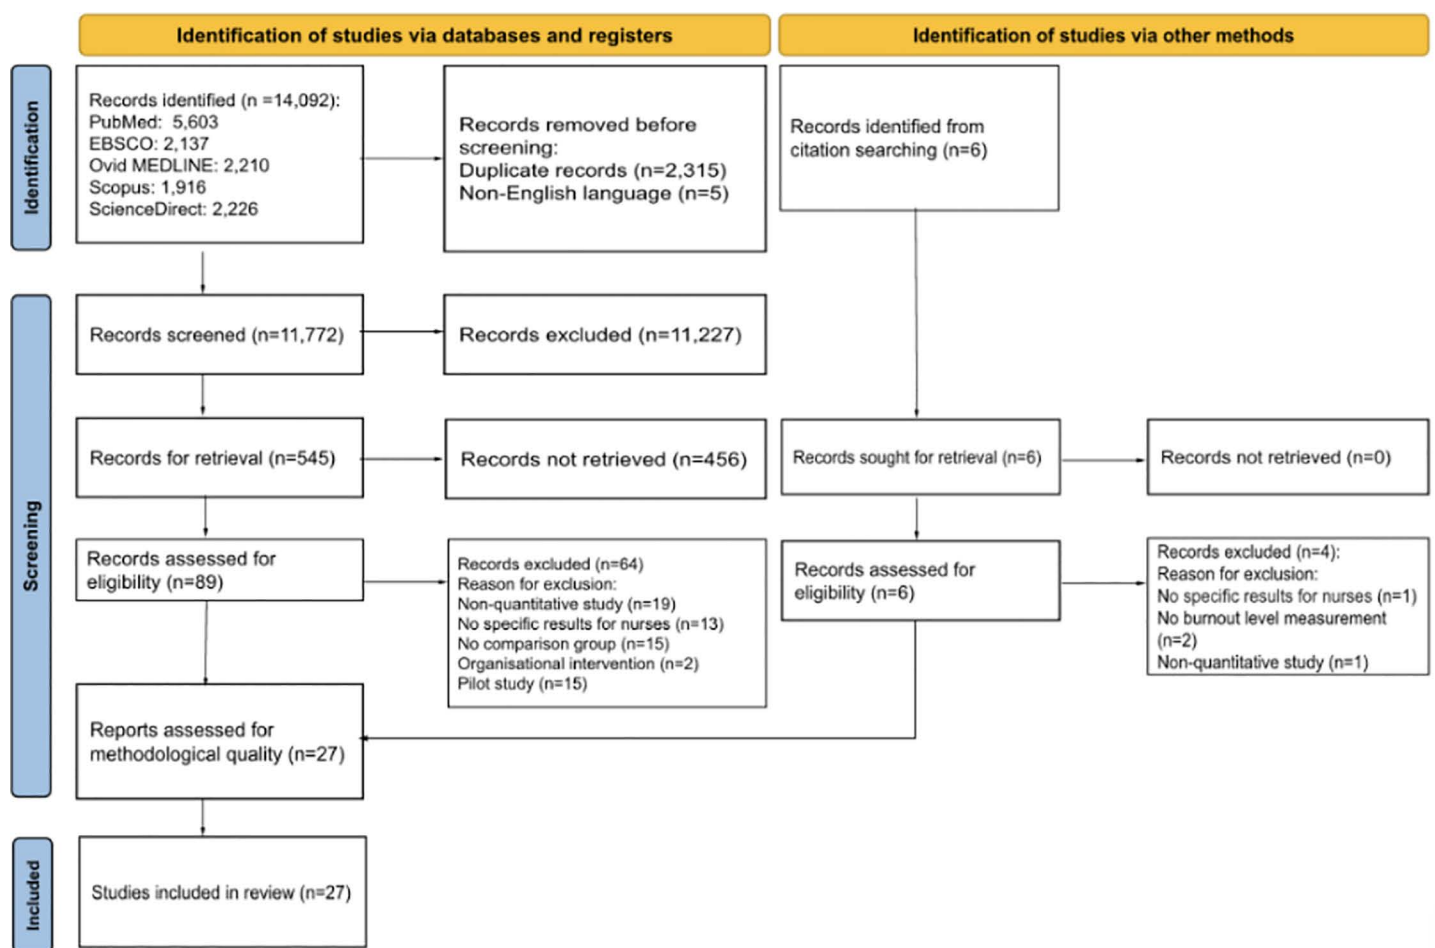 Identification of studies via databases and registers
Identification of studies via other methods
Identification
Records identified (n =14,092):
PubMed:  5,603
EBSCO: 2,137
Ovid MEDLINE: 2,210
Scopus: 1,916
ScienceDirect: 2,226
Records removed before
screening:
Duplicate records (n=2,315)
Non-English language (n=5)
Records identified from
citation searching (n=6)
Screening
Records screened (n=11,772)
Records excluded (n=11,227)
Records for retrieval (n=545)
Records not retrieved (n=456)
Records sought for retrieval (n=6)
Records not retrieved (n=0)
Records assessed for
eligibility (n=89)
Records excluded (n=64)
Reason for exclusion:
Non-quantitative study (n=19)
No specific results for nurses (n=13)
No comparison group (n=15)
Organisational intervention (n=2)
Pilot study (n=15)
Records assessed for
eligibility (n=6)
Records excluded (n=4):
Reason for exclusion:
No specific results for nurses (n=1)
No burnout level measurement
(n=2)
Non-quantitative study (n=1)
Reports assessed for
methodological quality (n=27)
Included
Studies included in review (n=27)